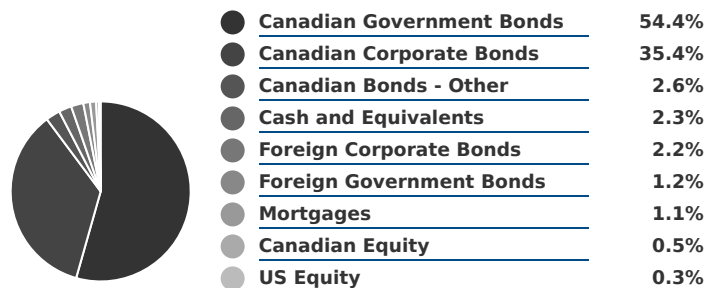 Canadian Government Bonds 54.4%
Canadian Corporate Bonds 35.4%
Canadian Bonds - Other 2.6%
Cash and Equivalents 2.3%
Foreign Corporate Bonds 2.2%
Foreign Government Bonds 1.2%
Mortgages 1.1%
Canadian Equity 0.5%
US Equity 0.3%